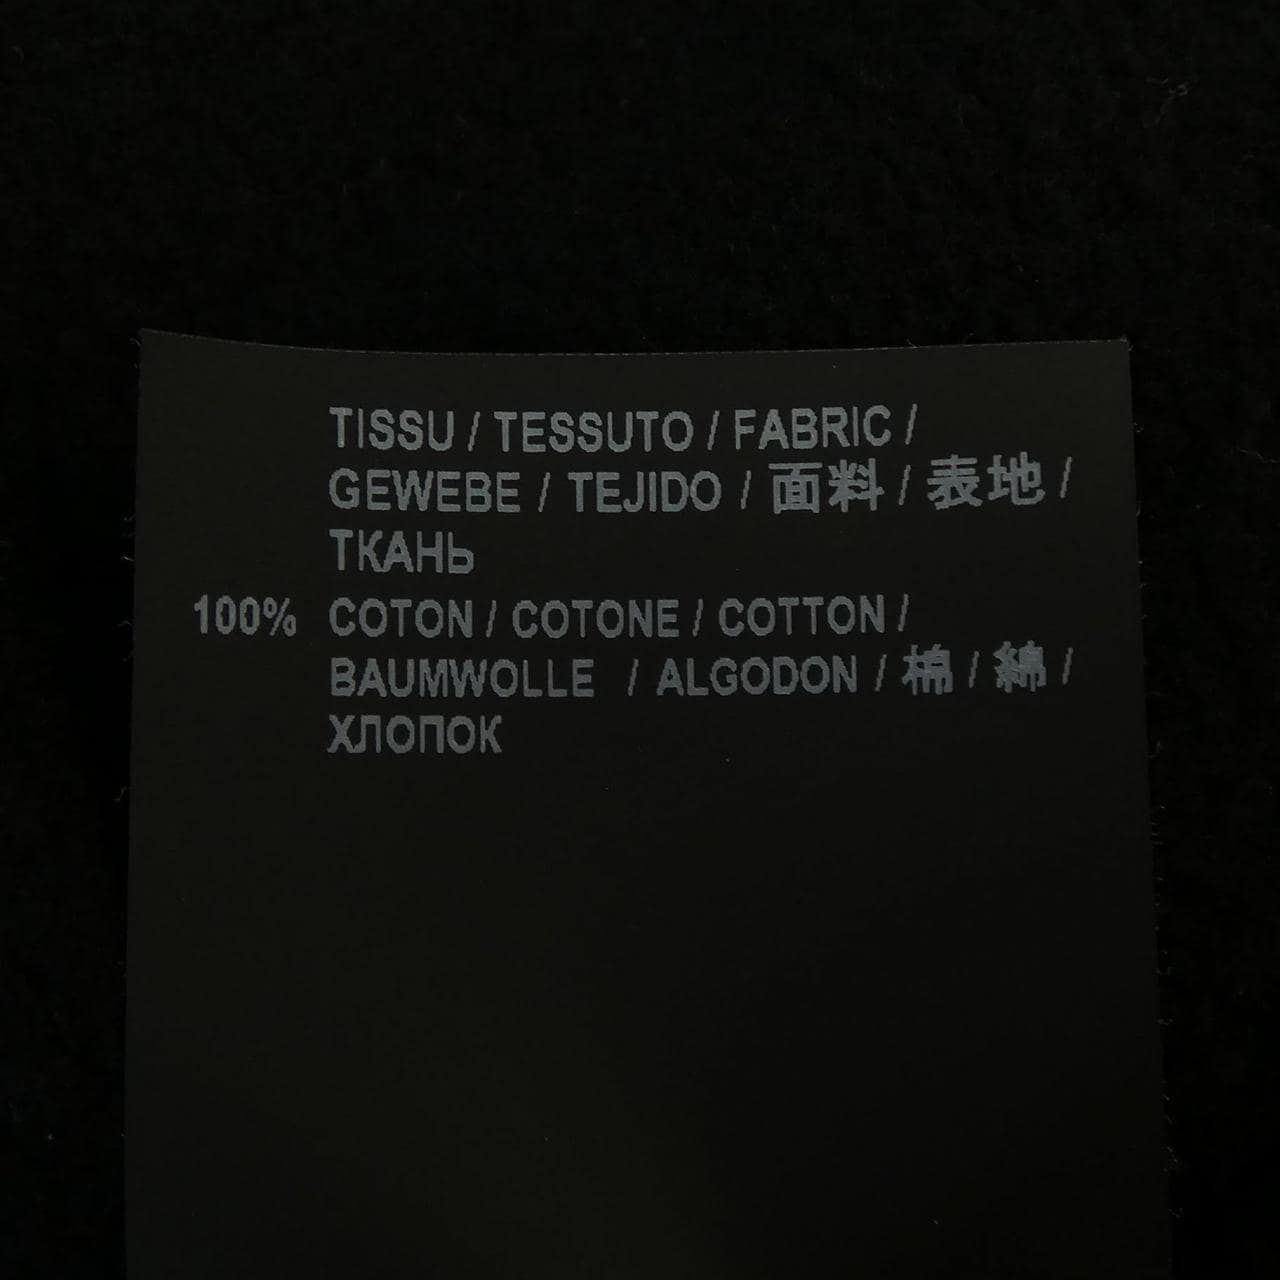 TISSU / TESSUTO / FABRIC /
GEWEBE / TEJIDO / 面料 / 表地 /
ТКАНЬ
100% COTON / COTONE / COTTON /
BAUMWOLLE / ALGODON / 棉 / 綿 /
ХЛОПОК